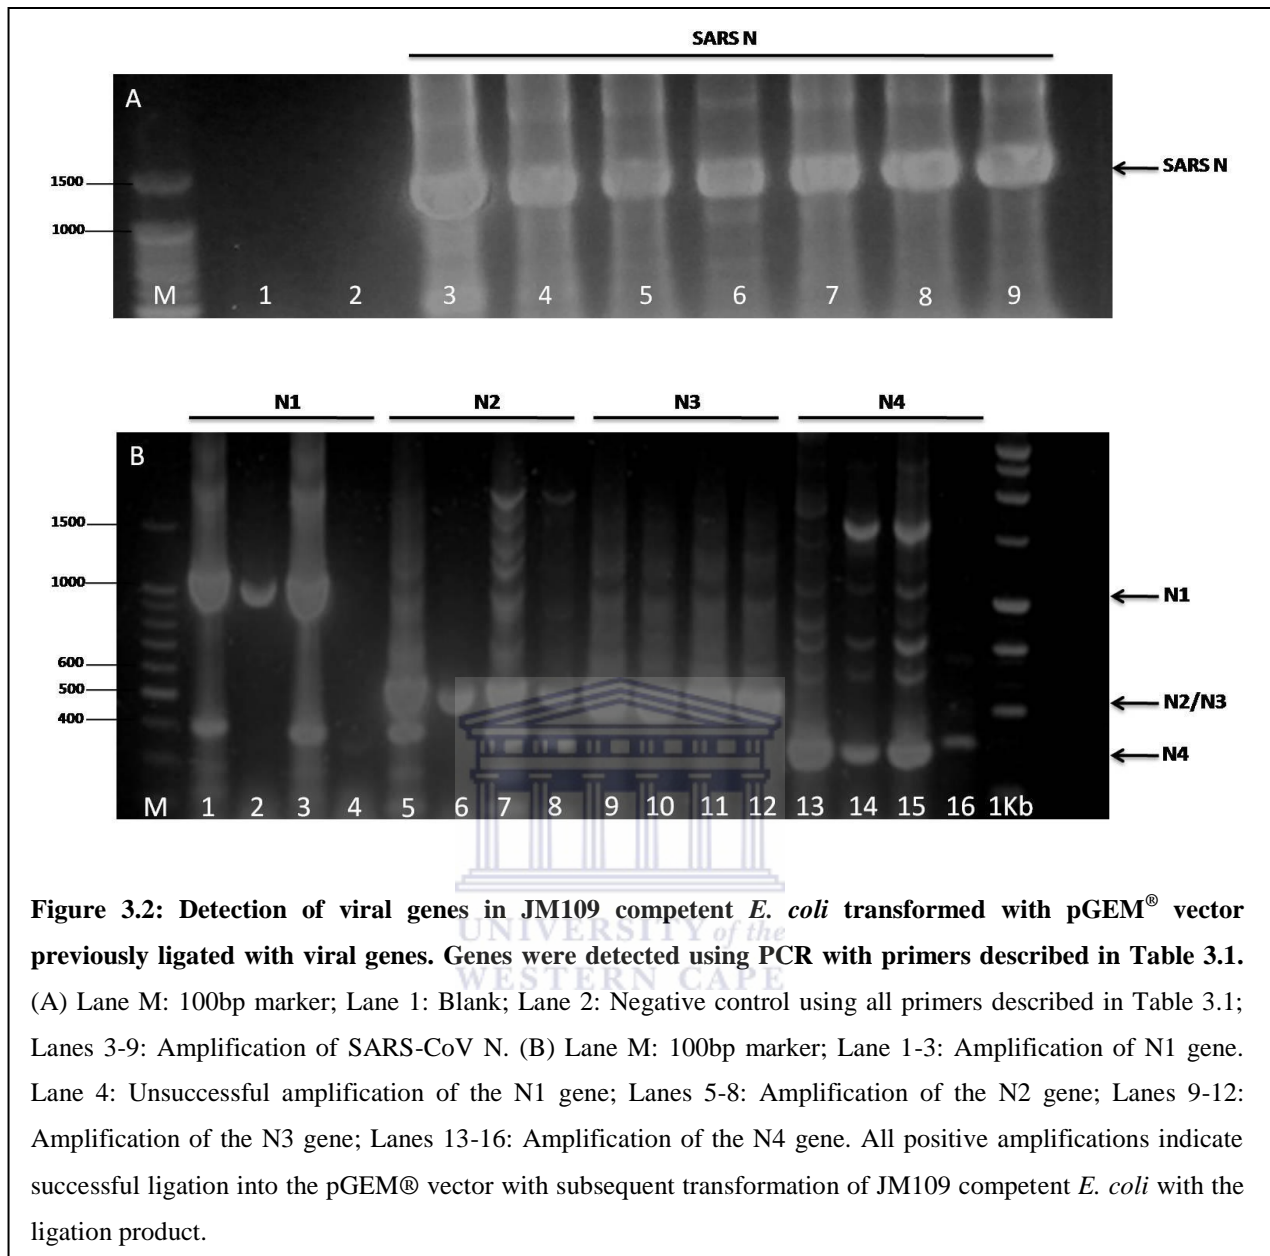 SARS N
A
SARS N
1500
1000
M 1 2 3 4 5 6 7 8 9
N1 N2 N3 N4
B
1500
1000
N1
600
500
N2/N3
400
N4
M 1 2 3 4 5 6 7 8 9 10 11 12 13 14 15 16 1Kb
Figure 3.2: Detection of viral genes in JM109 competent E. coli transformed with pGEM® vector
previously ligated with viral genes. Genes were detected using PCR with primers described in Table 3.1.
(A) Lane M: 100bp marker; Lane 1: Blank; Lane 2: Negative control using all primers described in Table 3.1;
Lanes 3-9: Amplification of SARS-CoV N. (B) Lane M: 100bp marker; Lane 1-3: Amplification of N1 gene.
Lane 4: Unsuccessful amplification of the N1 gene; Lanes 5-8: Amplification of the N2 gene; Lanes 9-12:
Amplification of the N3 gene; Lanes 13-16: Amplification of the N4 gene. All positive amplifications indicate
successful ligation into the pGEM® vector with subsequent transformation of JM109 competent E. coli with the
ligation product.
UNIVERSITY of the
WESTERN CAPE